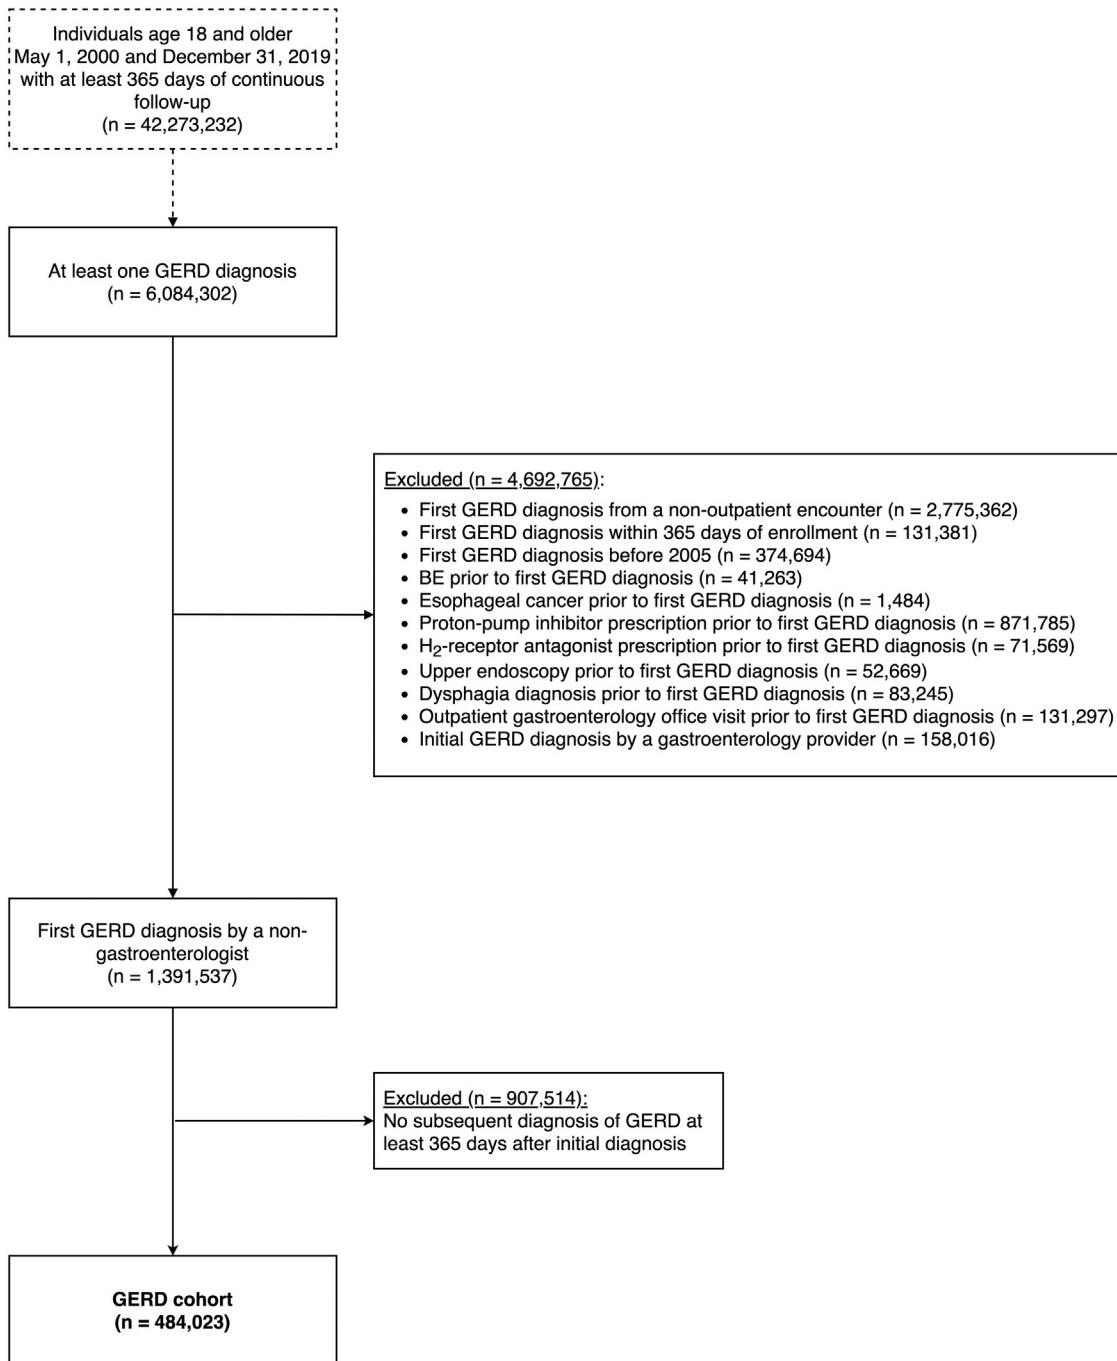 Individuals age 18 and older
May 1, 2000 and December 31, 2019
with at least 365 days of continuous
follow-up
(n = 42,273,232)
At least one GERD diagnosis
(n = 6,084,302)
Excluded (n = 4,692,765):
• First GERD diagnosis from a non-outpatient encounter (n = 2,775,362)
• First GERD diagnosis within 365 days of enrollment (n = 131,381)
• First GERD diagnosis before 2005 (n = 374,694)
• BE prior to first GERD diagnosis (n = 41,263)
• Esophageal cancer prior to first GERD diagnosis (n = 1,484)
• Proton-pump inhibitor prescription prior to first GERD diagnosis (n = 871,785)
• H₂-receptor antagonist prescription prior to first GERD diagnosis (n = 71,569)
• Upper endoscopy prior to first GERD diagnosis (n = 52,669)
• Dysphagia diagnosis prior to first GERD diagnosis (n = 83,245)
• Outpatient gastroenterology office visit prior to first GERD diagnosis (n = 131,297)
• Initial GERD diagnosis by a gastroenterology provider (n = 158,016)
First GERD diagnosis by a non-
gastroenterologist
(n = 1,391,537)
Excluded (n = 907,514):
No subsequent diagnosis of GERD at
least 365 days after initial diagnosis
GERD cohort
(n = 484,023)